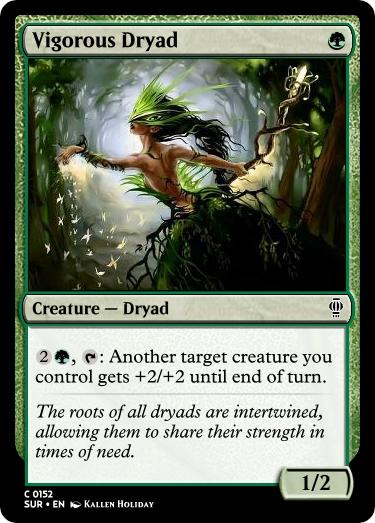 Vigorous Dryad
Creature — Dryad
2, : Another target creature you
control gets +2/+2 until end of turn.
The roots of all dryads are intertwined,
allowing them to share their strength in
times of need.
1/2
C 0152
SUR • EN Kallen Holiday